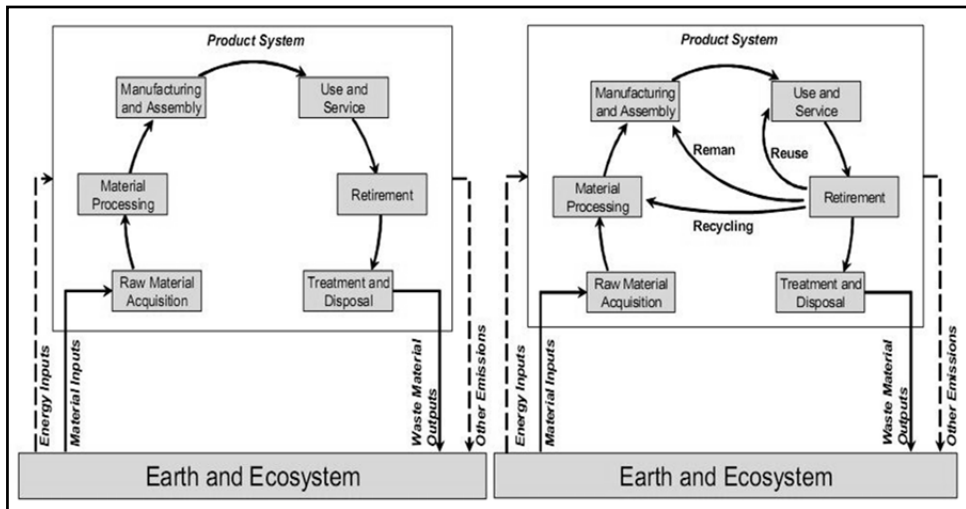 Product System
Manufacturing
and Assembly
Use and
Service
Material
Processing
Retirement
Raw Material
Acquisition
Treatment and
Disposal
Energy Inputs
Material Inputs
Waste Material
Outputs
Other Emissions
Earth and Ecosystem
Product System
Manufacturing
and Assembly
Use and
Service
Reman
Reuse
Material
Processing
Retirement
Recycling
Raw Material
Acquisition
Treatment and
Disposal
Energy Inputs
Material Inputs
Waste Material
Outputs
Other Emissions
Earth and Ecosystem